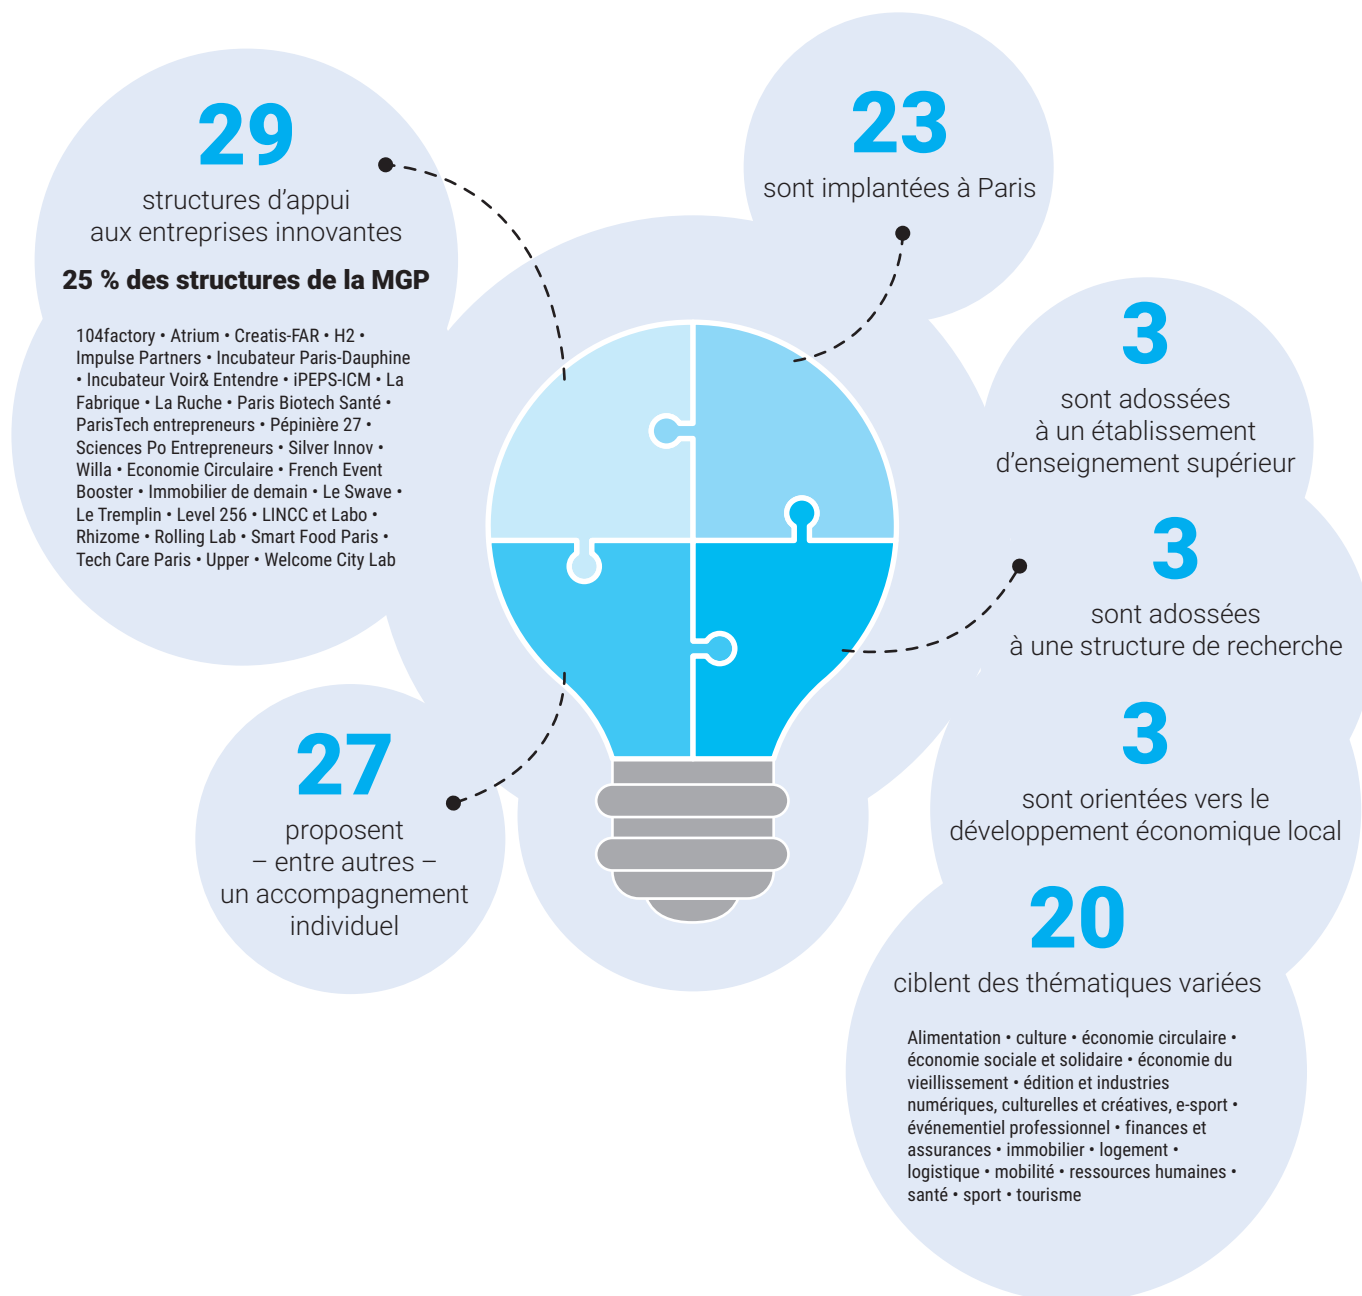 29
structures d'appui
aux entreprises innovantes
25 % des structures de la MGP
104factory • Atrium • Creatis-FAR • H2 •
Impulse Partners • Incubateur Paris-Dauphine
• Incubateur Voir& Entendre • iPEPS-ICM • La
Fabrique • La Ruche • Paris Biotech Santé •
ParisTech entrepreneurs • Pépinière 27 •
Sciences Po Entrepreneurs • Silver Innov •
Willa • Economie Circulaire • French Event
Booster • Immobilier de demain • Le Swave •
Le Tremplin • Level 256 • LINCC et Labo •
Rhizome • Rolling Lab • Smart Food Paris •
Tech Care Paris • Upper • Welcome City Lab
23
sont implantées à Paris
3
sont adossées
à un établissement
d'enseignement supérieur
3
sont adossées
à une structure de recherche
3
sont orientées vers le
développement économique local
20
ciblent des thématiques variées
Alimentation • culture • économie circulaire •
économie sociale et solidaire • économie du
vieillissement • édition et industries
numériques, culturelles et créatives, e-sport •
événementiel professionnel • finances et
assurances • immobilier • logement •
logistique • mobilité • ressources humaines •
santé • sport • tourisme
27
proposent
– entre autres –
un accompagnement
individuel